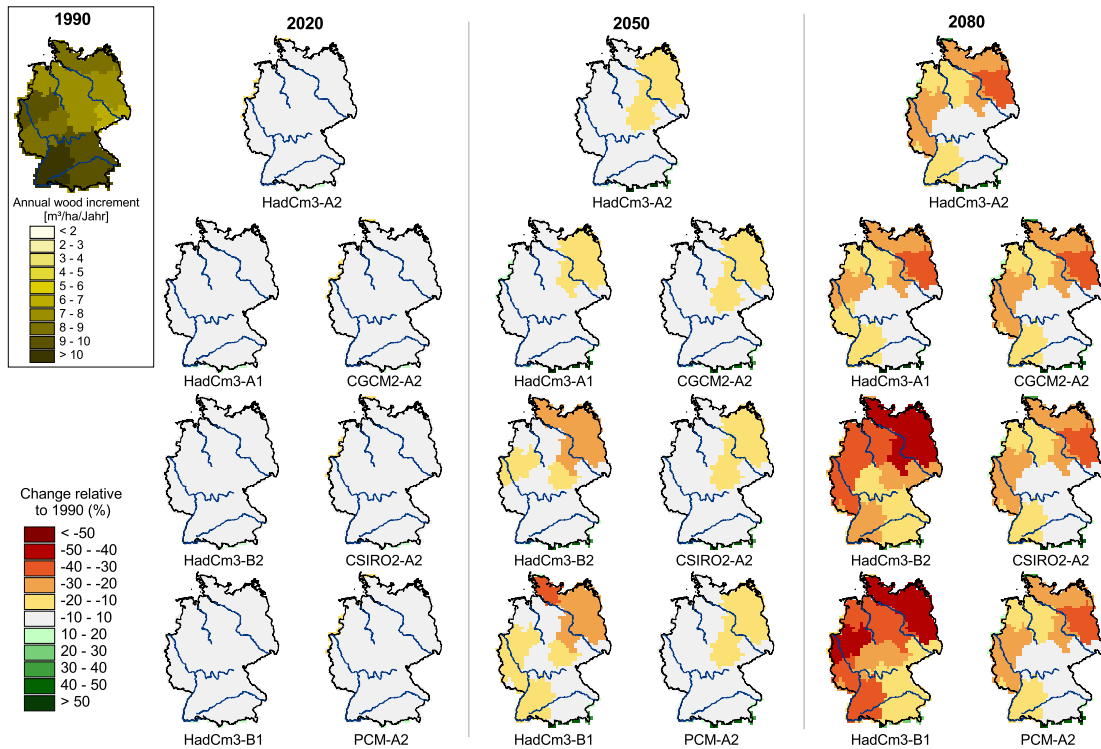 1990
2020
2050
2080
HadCm3-A2
HadCm3-A2
HadCm3-A2
Annual wood increment
[m³/ha/Jahr]
< 2
2 - 3
3 - 4
4 - 5
5 - 6
6 - 7
7 - 8
8 - 9
9 - 10
> 10
HadCm3-A1
CGCM2-A2
HadCm3-A1
CGCM2-A2
HadCm3-A1
CGCM2-A2
HadCm3-B2
CSIRO2-A2
HadCm3-B2
CSIRO2-A2
HadCm3-B2
CSIRO2-A2
Change relative
to 1990 (%)
< -50
-50 - -40
-40 - -30
-30 - -20
-20 - -10
-10 - 10
10 - 20
20 - 30
30 - 40
40 - 50
> 50
HadCm3-B1
PCM-A2
HadCm3-B1
PCM-A2
HadCm3-B1
PCM-A2